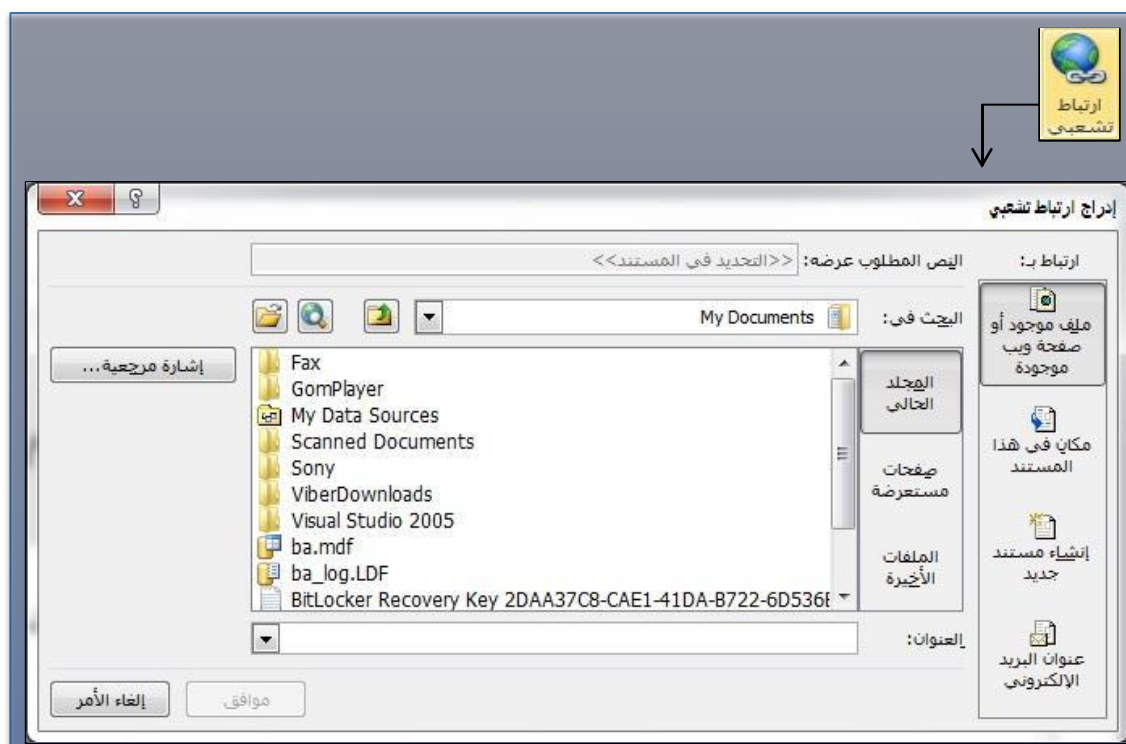 ارتباط
تشعبي
إدراج ارتباط تشعبي
ارتباط بـ:
النص المطلوب عرضه: <<التحديد في المستند>>
ملف موجود أو
صفحة ويب
موجودة
مكان في هذا
المستند
إنشاء مستند
جديد
عنوان البريد
الإلكتروني
البحث في:
My Documents
المجلد
الحالي
صفحات
مستعرضة
الملفات
الأخيرة
Fax
GomPlayer
My Data Sources
Scanned Documents
Sony
ViberDownloads
Visual Studio 2005
ba.mdf
ba_log.LDF
BitLocker Recovery Key 2DAA37C8-CAE1-41DA-B722-6D536
إشارة مرجعية...
العنوان:
موافق
إلغاء الأمر